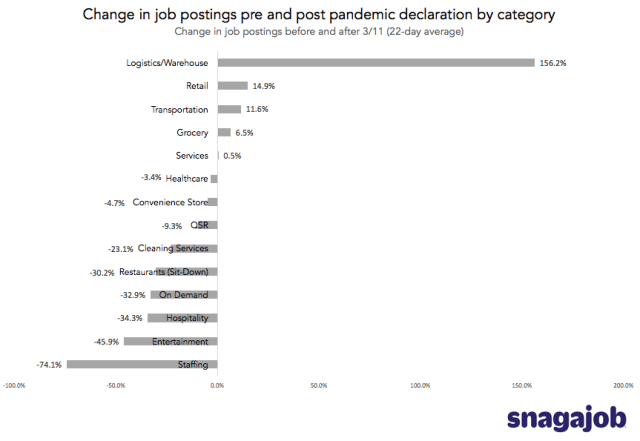 Change in job postings pre and post pandemic declaration by category
Change in job postings before and after 3/11 (22-day average)
Logistics/Warehouse 156.2%
Retail 14.9%
Transportation 11.6%
Grocery 6.5%
Services 0.5%
-3.4% Healthcare
-4.7% Convenience Store
-9.3% QSR
-23.1% Cleaning Services
-30.2% Restaurants (Sit-Down)
-32.9% On Demand
-34.3% Hospitality
-45.9% Entertainment
-74.1% Staffing
-100.0% -50.0% 0.0% 50.0% 100.0% 150.0% 200.0%
snagajob